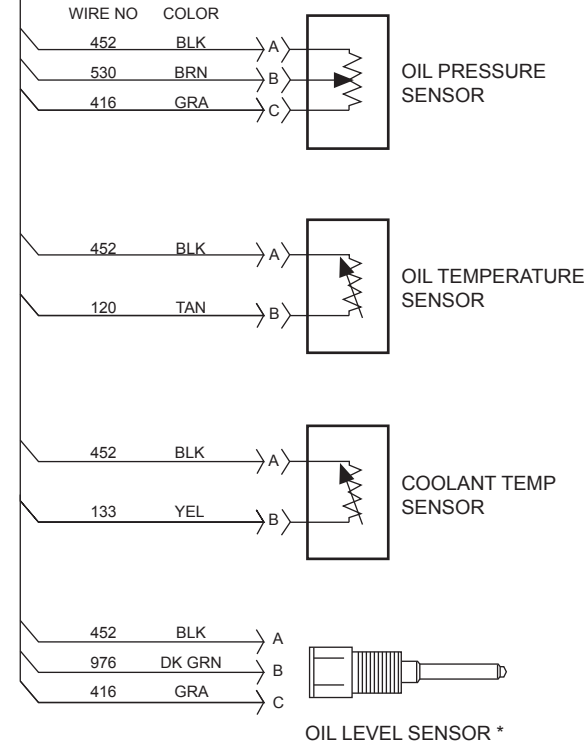 WIRE NO COLOR
452 BLK A
530 BRN B
416 GRA C
OIL PRESSURE
SENSOR
452 BLK A
120 TAN B
OIL TEMPERATURE
SENSOR
452 BLK A
133 YEL B
COOLANT TEMP
SENSOR
452 BLK A
976 DK GRN B
416 GRA C
OIL LEVEL SENSOR *